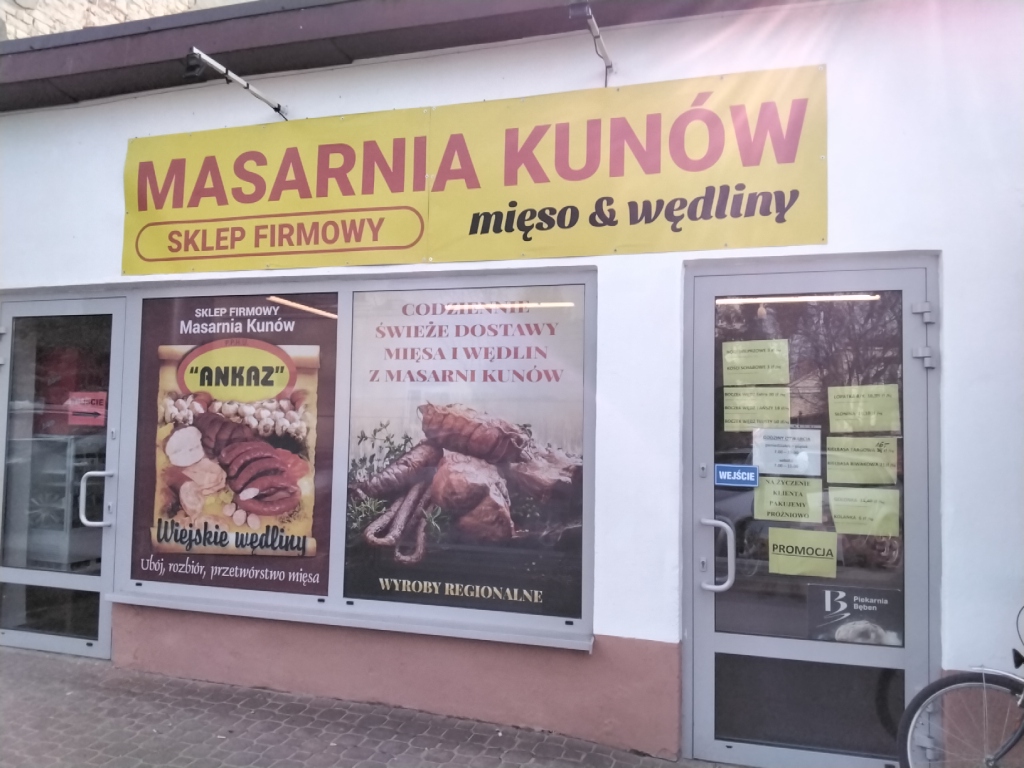 MASARNIA KUNÓW
SKLEP FIRMOWY
mięso & wędliny
SKLEP FIRMOWY
Masarnia Kunów
"ANKAZ"
Wiejskie wędliny
Ubój, rozbiór, przetwórstwo mięsa
CODZIENNIE
ŚWIEŻE DOSTAWY
MIĘSA I WĘDLIN
Z MASARNI KUNÓW
WYROBY REGIONALNE
WEJŚCIE
NA ŻYCZENIE
KLIENTA
PAKUJEMY
PRÓŻNIOWO
PROMOCJA
Piekarnia
Bęben